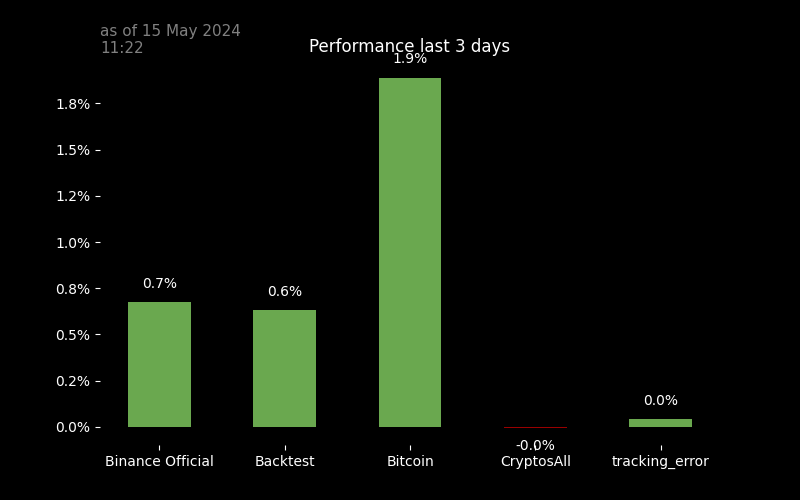 as of 15 May 2024
11:22
Performance last 3 days
1.9%
1.8%
1.5%
1.2%
1.0%
0.8%
0.5%
0.2%
0.0%
0.7%
0.6%
0.0%
-0.0%
Binance Official
Backtest
Bitcoin
CryptosAll
tracking_error